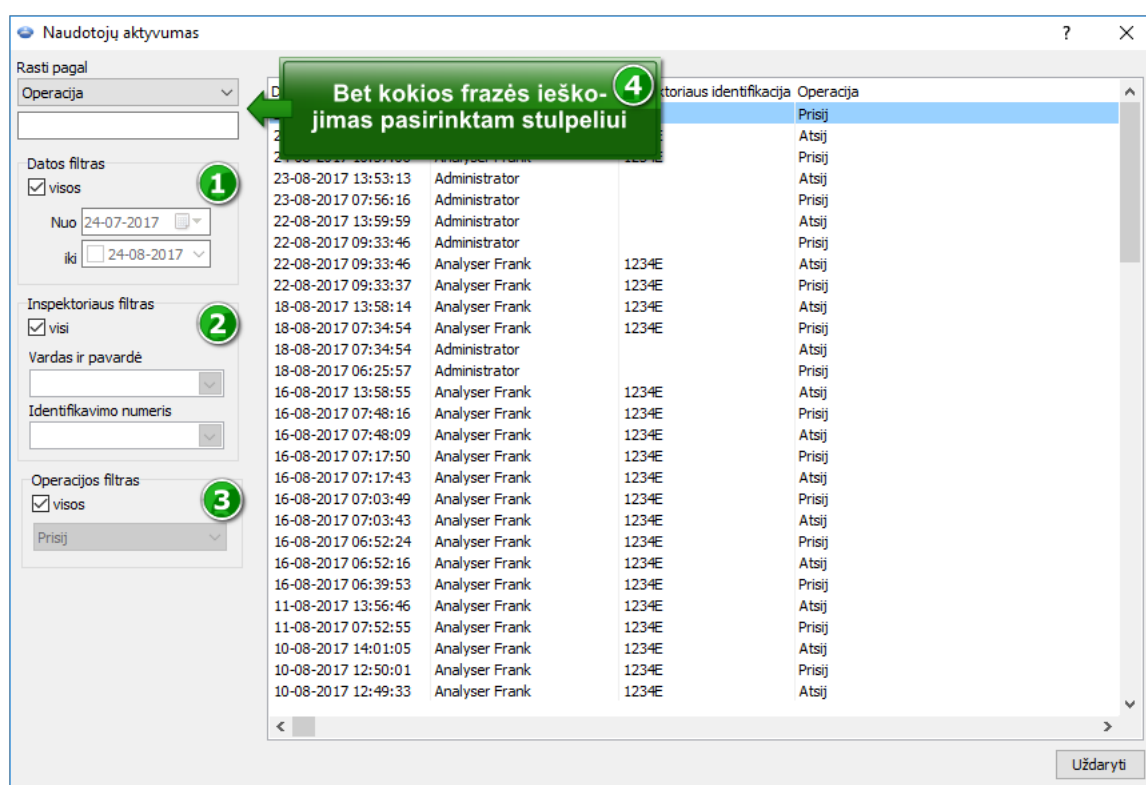 Naudotojų aktyvumas
Rasti pagal
Operacija
Bet kokios frazės ieško-
jimas pasirinktam stulpeliui
4
Datos filtras
visos
1
Nuo 24-07-2017
iki 24-08-2017
Inspektoriaus filtras
visi
2
Vardas ir pavardė
Identifikavimo numeris
Operacijos filtras
visos
3
Prisij
identifikacija Operacija
Prisij
Atsij
Prisij
23-08-2017 13:53:13 Administrator Atsij
23-08-2017 07:56:16 Administrator Prisij
22-08-2017 13:59:59 Administrator Atsij
22-08-2017 09:33:46 Administrator Prisij
22-08-2017 09:33:46 Analyser Frank 1234E Atsij
22-08-2017 09:33:37 Analyser Frank 1234E Prisij
18-08-2017 13:58:14 Analyser Frank 1234E Atsij
18-08-2017 07:34:54 Analyser Frank 1234E Prisij
18-08-2017 07:34:54 Administrator Atsij
18-08-2017 06:25:57 Administrator Prisij
16-08-2017 13:58:55 Analyser Frank 1234E Atsij
16-08-2017 07:48:16 Analyser Frank 1234E Prisij
16-08-2017 07:48:09 Analyser Frank 1234E Atsij
16-08-2017 07:17:50 Analyser Frank 1234E Prisij
16-08-2017 07:17:43 Analyser Frank 1234E Atsij
16-08-2017 07:03:49 Analyser Frank 1234E Prisij
16-08-2017 07:03:43 Analyser Frank 1234E Atsij
16-08-2017 06:52:24 Analyser Frank 1234E Prisij
16-08-2017 06:52:16 Analyser Frank 1234E Atsij
16-08-2017 06:39:53 Analyser Frank 1234E Prisij
11-08-2017 13:56:46 Analyser Frank 1234E Atsij
11-08-2017 07:52:55 Analyser Frank 1234E Prisij
10-08-2017 14:01:05 Analyser Frank 1234E Atsij
10-08-2017 12:50:01 Analyser Frank 1234E Prisij
10-08-2017 12:49:33 Analyser Frank 1234E Atsij
Uždaryti